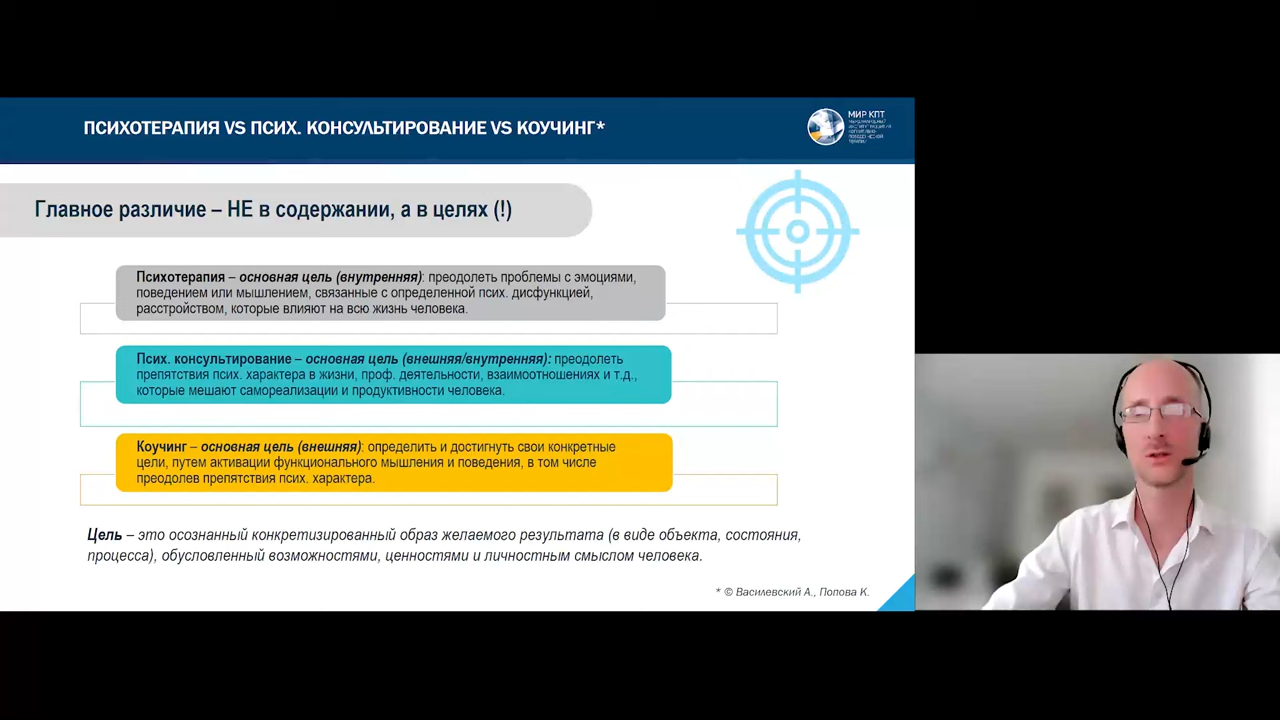 ПСИХОТЕРАПИЯ VS ПСИХ. КОНСУЛЬТИРОВАНИЕ VS КОУЧИНГ*
МИР КПТ
Главное различие – НЕ в содержании, а в целях (!)
Психотерапия – основная цель (внутренняя): преодолеть проблемы с эмоциями,
поведением или мышлением, связанные с определенной псих. дисфункцией,
расстройством, которые влияют на всю жизнь человека.
Псих. консультирование – основная цель (внешняя/внутренняя): преодолеть
препятствия псих. характера в жизни, проф. деятельности, взаимоотношениях и т.д.,
которые мешают самореализации и продуктивности человека.
Коучинг – основная цель (внешняя): определить и достигнуть свои конкретные
цели, путем активации функционального мышления и поведения, в том числе
преодолев препятствия псих. характера.
Цель – это осознанный конкретизированный образ желаемого результата (в виде объекта, состояния,
процесса), обусловленный возможностями, ценностями и личностным смыслом человека.
* © Василевский А., Попова К.